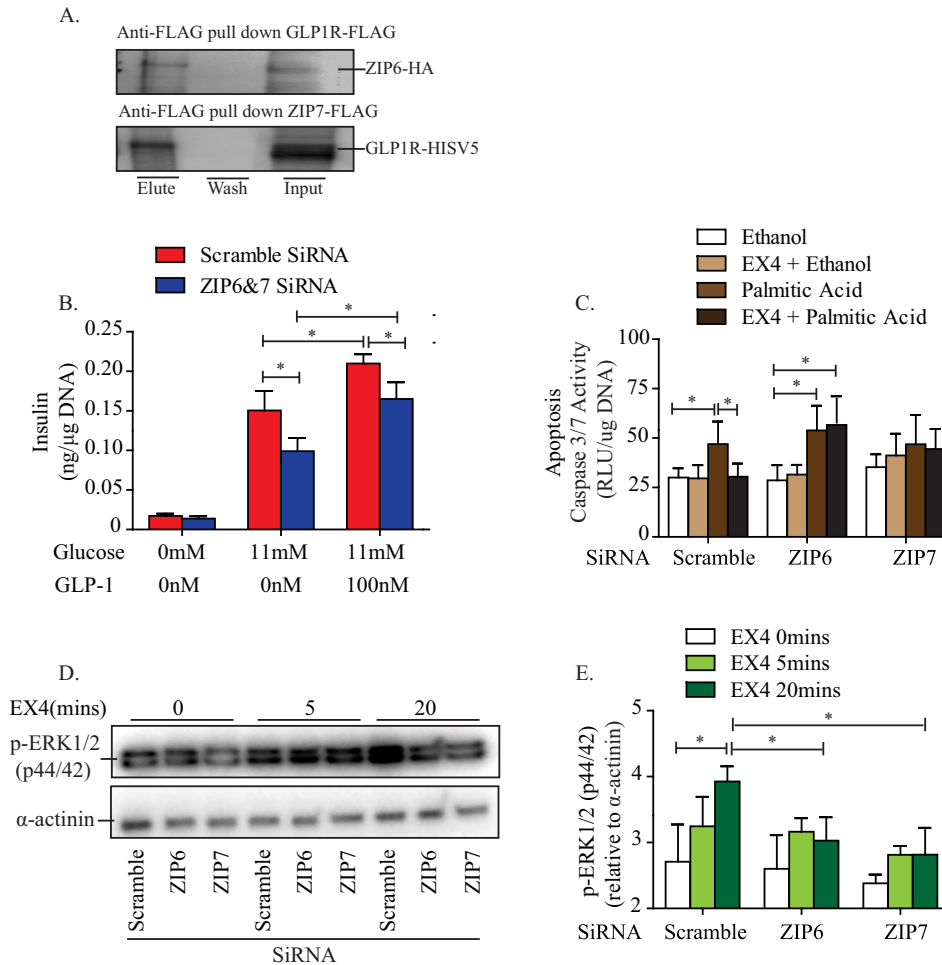 A.
Anti-FLAG pull down GLP1R-FLAG
ZIP6-HA
Anti-FLAG pull down ZIP7-FLAG
GLP1R-HISV5
Elute Wash Input
B.
Scramble SiRNA
ZIP6&7 SiRNA
Insulin
(ng/µg DNA)
0.25
0.20
0.15
0.10
0.05
0
* * * *
Glucose 0mM 11mM 11mM
GLP-1 0nM 0nM 100nM
C.
Ethanol
EX4 + Ethanol
Palmitic Acid
EX4 + Palmitic Acid
Apoptosis
Caspase 3/7 Activity
(RLU/ug DNA)
100
75
50
25
0
* * * *
SiRNA Scramble ZIP6 ZIP7
D.
EX4(mins) 0 5 20
p-ERK1/2
(p44/42)
α-actinin
Scramble ZIP6 ZIP7 Scramble ZIP6 ZIP7 Scramble ZIP6 ZIP7
SiRNA
E.
EX4 0mins
EX4 5mins
EX4 20mins
p-ERK1/2 (p44/42)
(relative to α-actinin)
5
4
3
2
* * *
SiRNA Scramble ZIP6 ZIP7